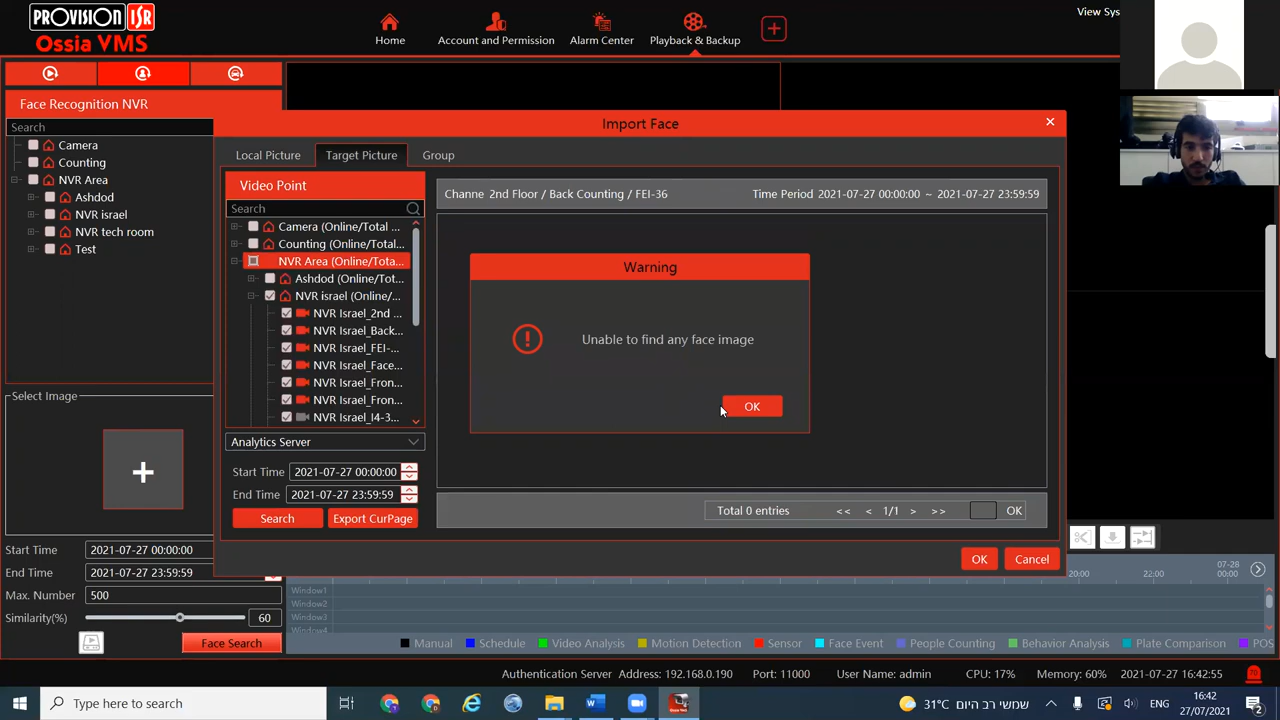 PROVISION ISR
Ossia VMS
Home
Account and Permission
Alarm Center
Playback & Backup
View Sys
Face Recognition NVR
Search
Camera
Counting
NVR Area
Ashdod
NVR israel
NVR tech room
Test
Select Image
Start Time 2021-07-27 00:00:00
End Time 2021-07-27 23:59:59
Max. Number 500
Similarity(%) 60
Face Search
Import Face
Local Picture Target Picture Group
Video Point
Search
Camera (Online/Total ...
Counting (Online/Total...
NVR Area (Online/Tota...
Ashdod (Online/Tot...
NVR israel (Online/...
NVR Israel_2nd ...
NVR Israel_Back...
NVR Israel_FEI-...
NVR Israel_Face...
NVR Israel_Fron...
NVR Israel_Fron...
NVR Israel_I4-3...
Analytics Server
Start Time 2021-07-27 00:00:00
End Time 2021-07-27 23:59:59
Search Export CurPage
Channe 2nd Floor / Back Counting / FEI-36 Time Period 2021-07-27 00:00:00 ~ 2021-07-27 23:59:59
Warning
Unable to find any face image
OK
Total 0 entries << < 1/1 > >> OK
OK Cancel
20:00 22:00 07-28 00:00
Window1
Window2
Window3
Window4
Manual Schedule Video Analysis Motion Detection Sensor Face Event People Counting Behavior Analysis Plate Comparison POS
Authentication Server Address: 192.168.0.190 Port: 11000 User Name: admin CPU: 17% Memory: 60% 2021-07-27 16:42:55 70
Type here to search
31°C שמשי רב היום
ENG
16:42
27/07/2021
2